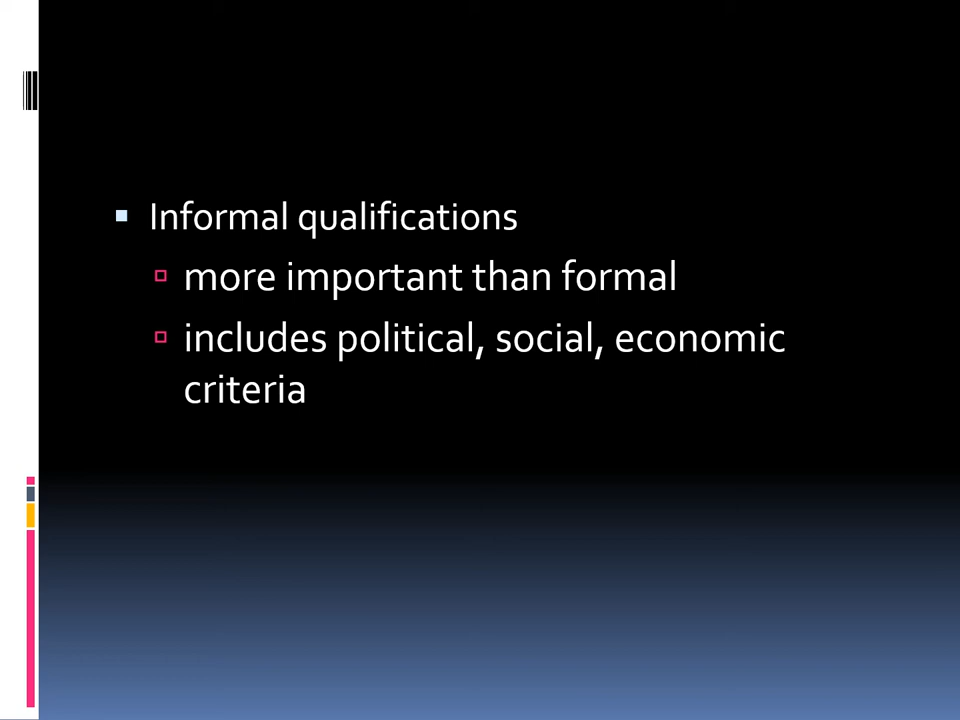 Informal qualifications
more important than formal
includes political, social, economic
criteria